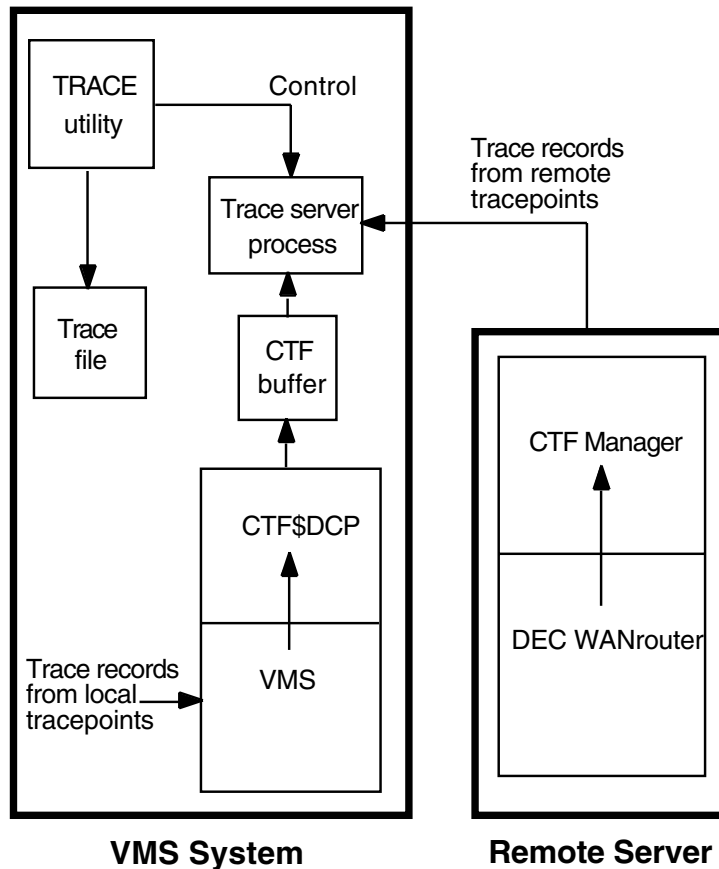 TRACE
utility
Control
Trace records
from remote
tracepoints
Trace server
process
Trace
file
CTF
buffer
CTF Manager
CTF$DCP
DEC WANrouter
Trace records
from local
tracepoints
VMS
VMS System
Remote Server